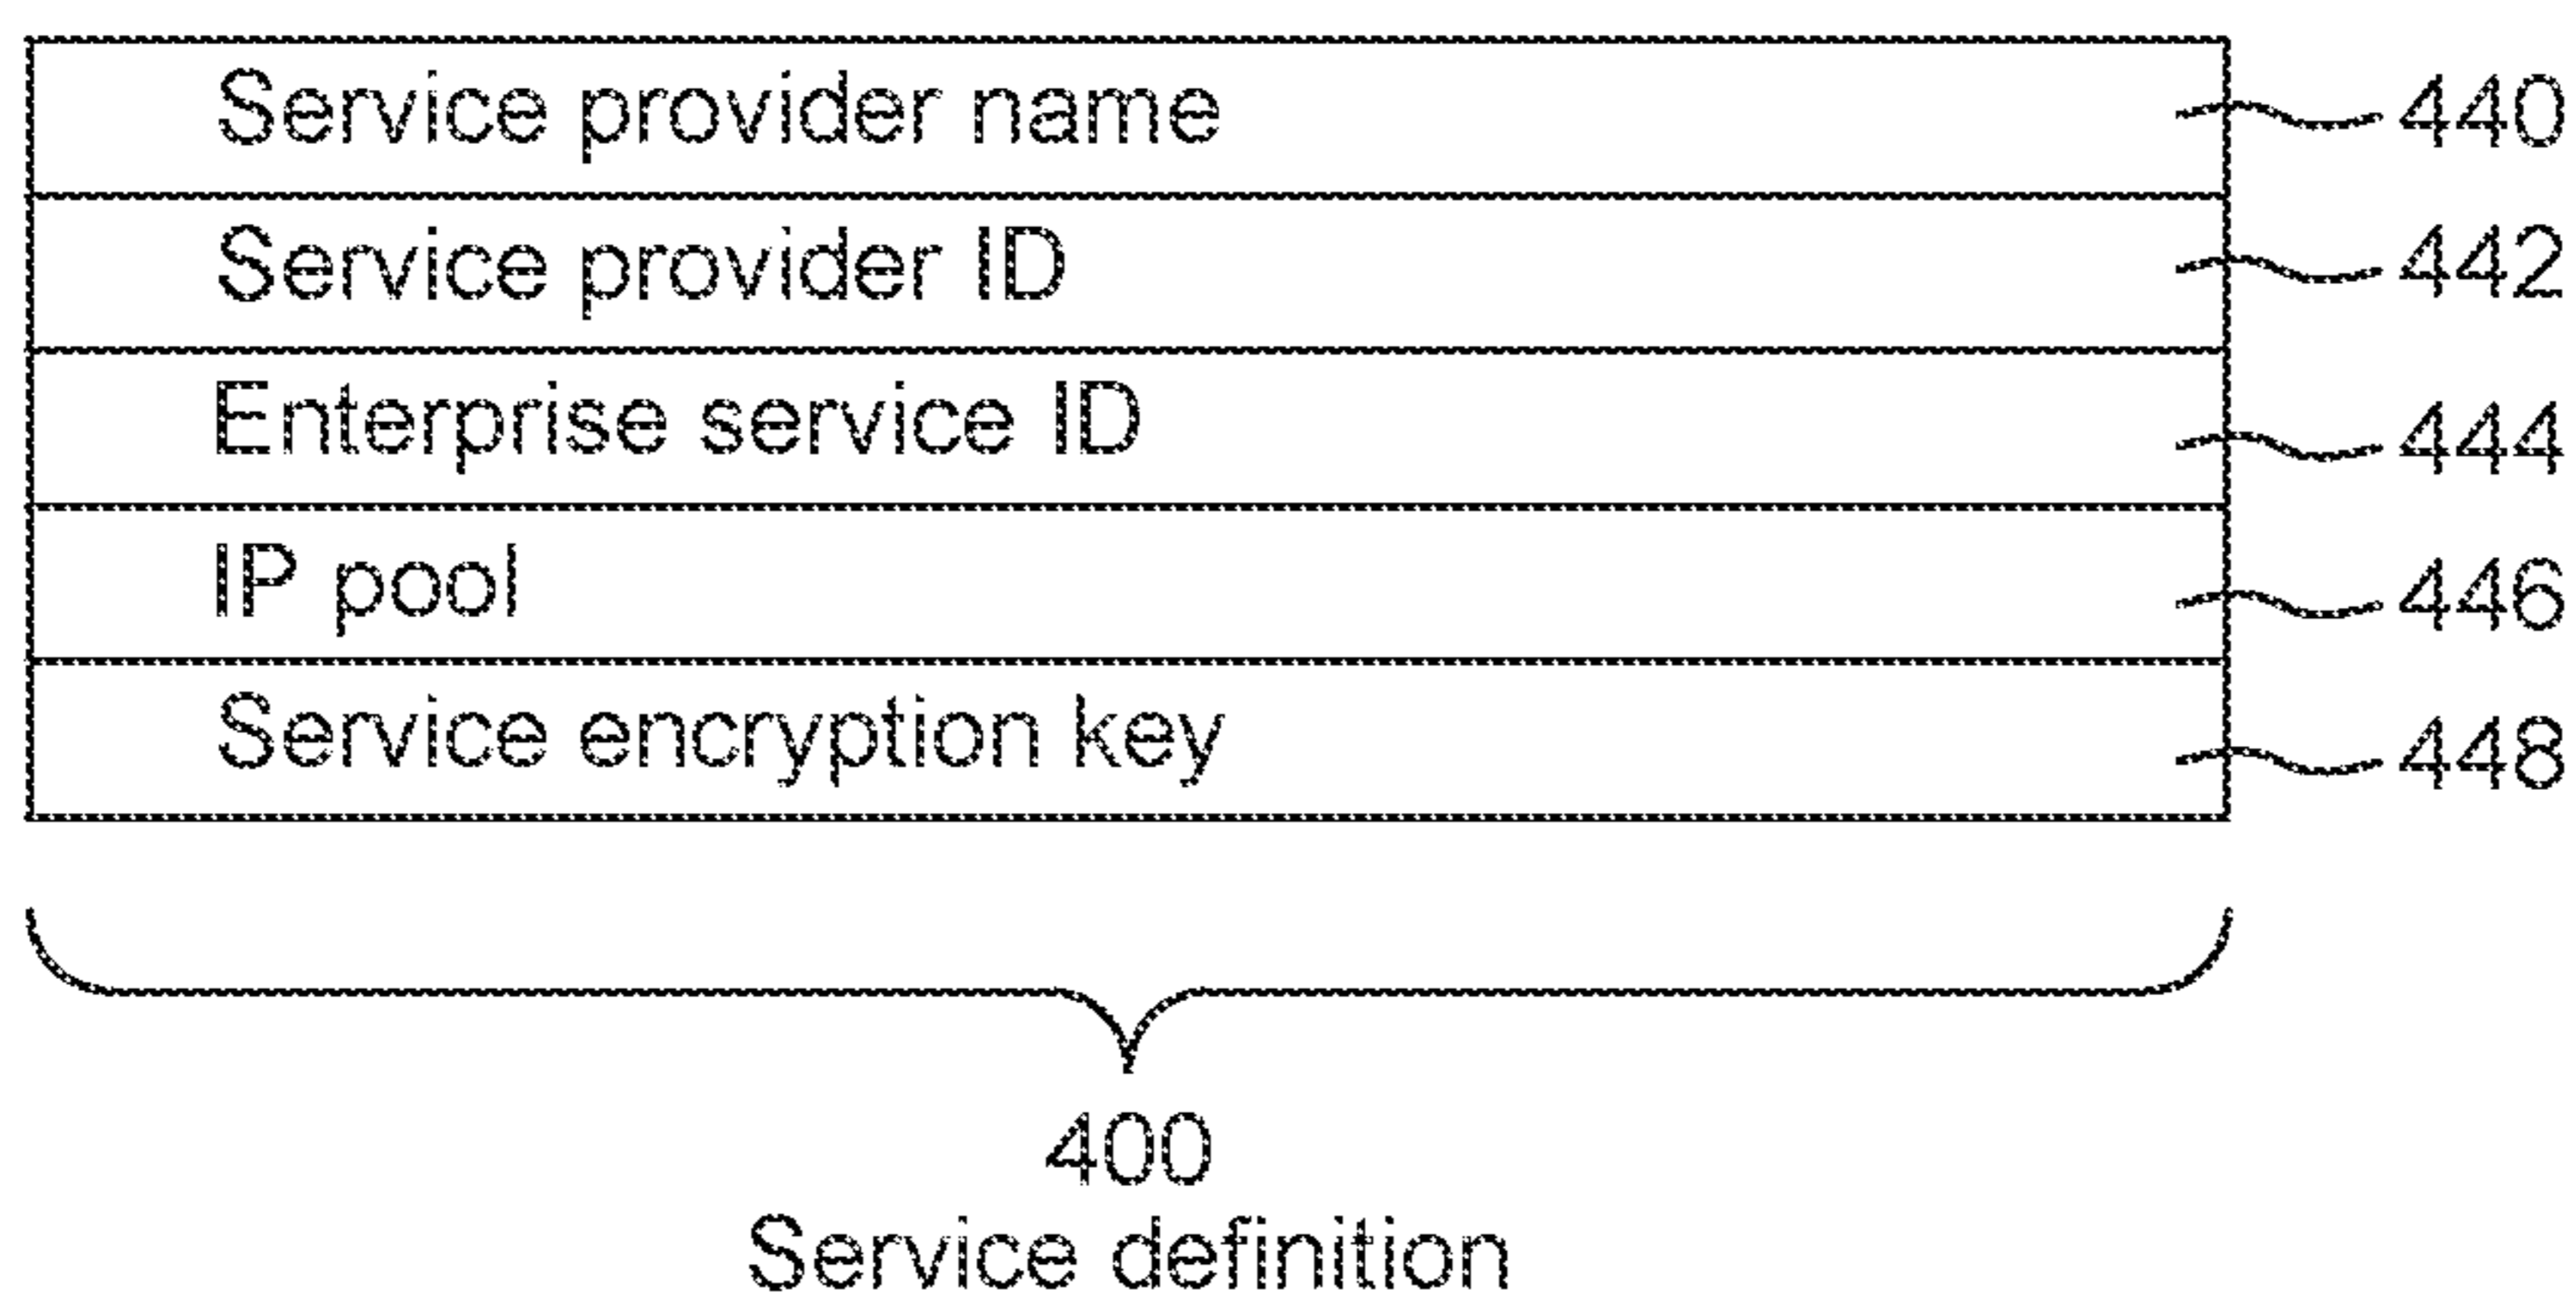 Service provider name 440
Service provider ID 442
Enterprise service ID 444
IP pool 446
Service encryption key 448
400
Service definition